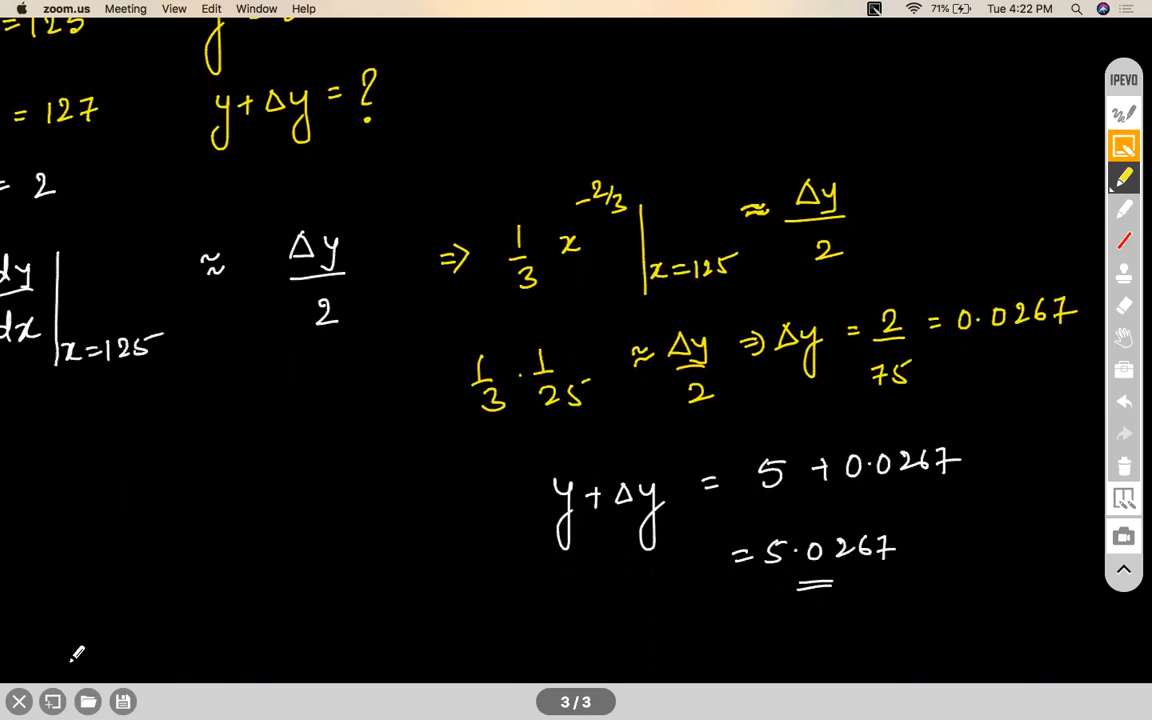 zoom.us Meeting View Edit Window Help 71% Tue 4:22 PM
= 125 y =
= 127 y + Δy = ?
IPEVO
= 2
dy/dx | x=125 ≈ Δy/2 ⇒ 1/3 x^-2/3 | x=125 ≈ Δy/2
1/3 · 1/25 ≈ Δy/2 ⇒ Δy = 2/75 = 0.0267
y + Δy = 5 + 0.0267
= 5.0267
3/3